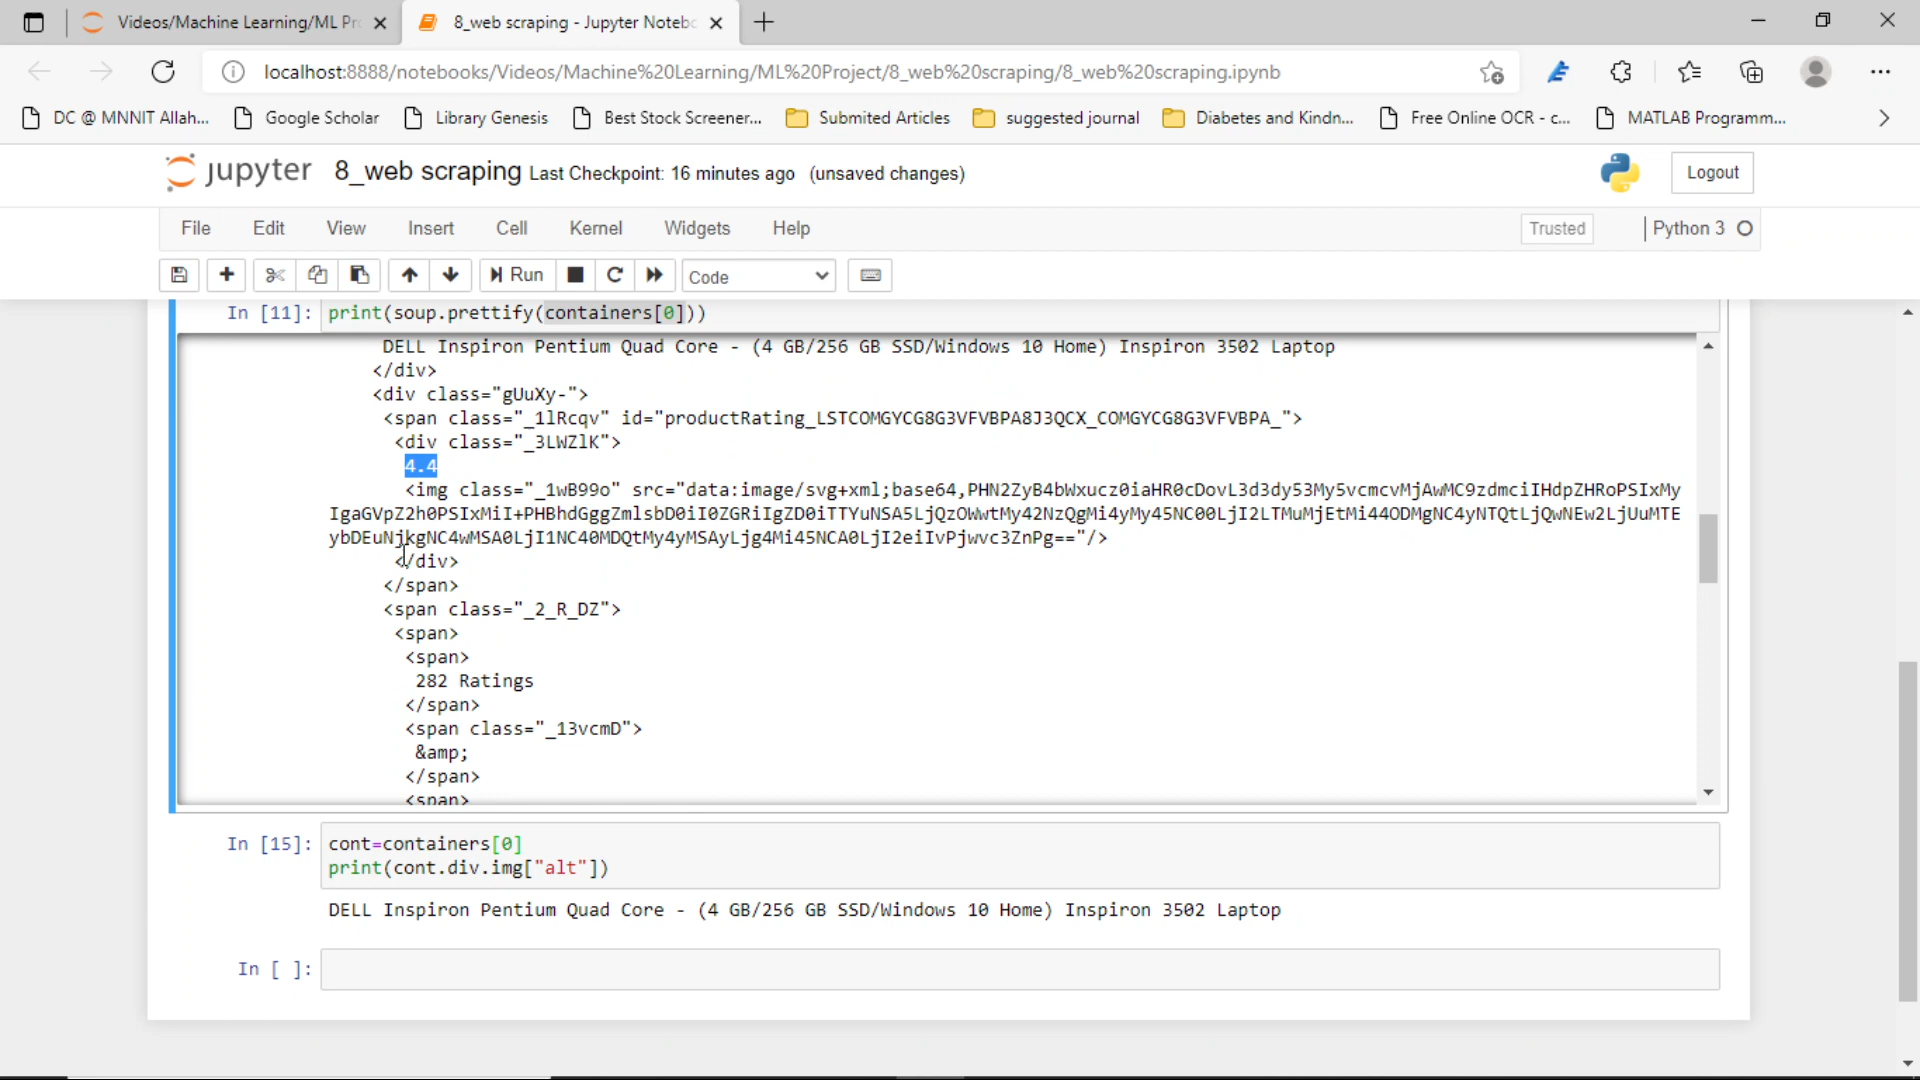 Videos/Machine Learning/ML Pr
8_web scraping - Jupyter Notebo
localhost:8888/notebooks/Videos/Machine%20Learning/ML%20Project/8_web%20scraping/8_web%20scraping.ipynb
DC @ MNNIT Allah...
Google Scholar
Library Genesis
Best Stock Screener...
Submited Articles
suggested journal
Diabetes and Kindn...
Free Online OCR - c...
MATLAB Programm...
jupyter 8_web scraping Last Checkpoint: 16 minutes ago (unsaved changes)
Logout
File Edit View Insert Cell Kernel Widgets Help
Trusted
Python 3
Run
Code
In [11]: print(soup.prettify(containers[0]))
DELL Inspiron Pentium Quad Core - (4 GB/256 GB SSD/Windows 10 Home) Inspiron 3502 Laptop
</div>
<div class="gUuXy-">
<span class="_1lRcqv" id="productRating_LSTCOMGYCG8G3VFVBPA8J3QCX_COMGYCG8G3VFVBPA_">
<div class="_3LWZlK">
4.4
<img class="_1wB99o" src="data:image/svg+xml;base64,PHN2ZyB4bWxucz0iaHR0cDovL3d3dy53My5vcmcvMjAwMC9zdmciIHdpZHRoPSIxMy
IgaGVpZ2h0PSIxMiI+PHBhdGggZmlsbD0iI0ZGRiIgZD0iTTYuNSA5LjQzOWwtMy42NzQgMi4yMy45NC00LjI2LTMuMjEtMi44ODMgNC4yNTQtLjQwNEw2LjUuMTE
ybDEuNjkgNC4wMSA0LjI1NC40MDQtMy4yMSAyLjg4Mi45NCA0LjI2eiIvPjwvc3ZnPg=="/>
</div>
</span>
<span class="_2_R_DZ">
<span>
<span>
282 Ratings
</span>
<span class="_13vcmD">
&amp;
</span>
<span>
In [15]: cont=containers[0]
print(cont.div.img["alt"])
DELL Inspiron Pentium Quad Core - (4 GB/256 GB SSD/Windows 10 Home) Inspiron 3502 Laptop
In [ ]: